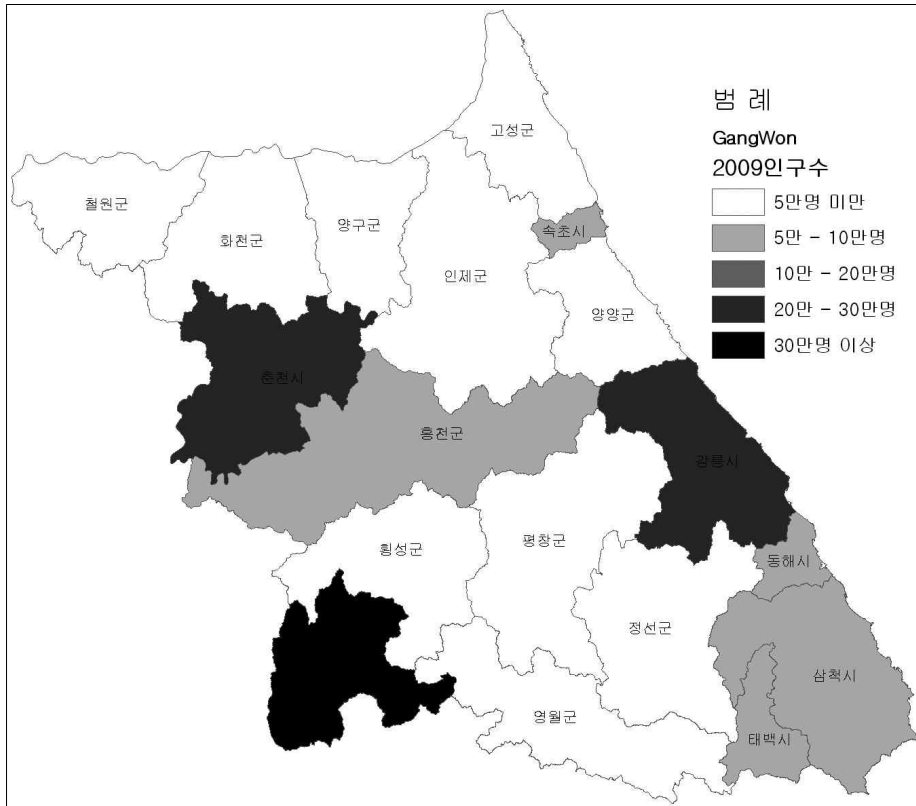 범 례
GangWon
2009인구수
5만명 미만
5만 - 10만명
10만 - 20만명
20만 - 30만명
30만명 이상
고성군
철원군
화천군
양구군
속초시
인제군
양양군
춘천시
홍천군
강릉시
횡성군
평창군
동해시
정선군
삼척시
영월군
태백시